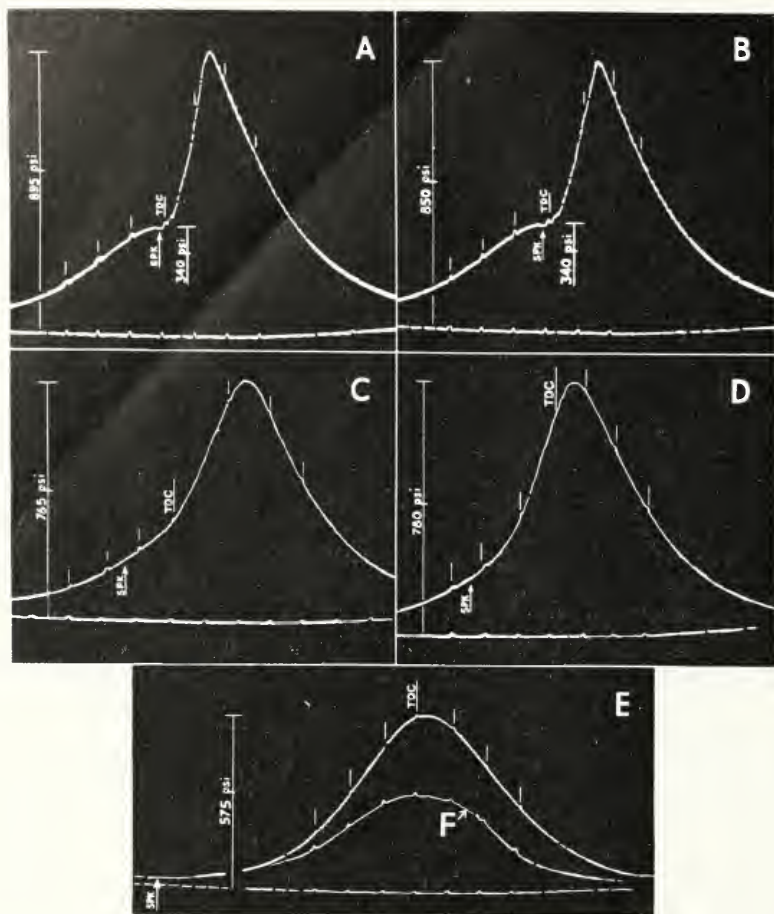 A
895 psi
TDC
SPK
340 psi
B
850 psi
TDC
SPK
340 psi
C
765 psi
TDC
SPK
D
780 psi
TDC
SPK
E
575 psi
TDC
F
SPK